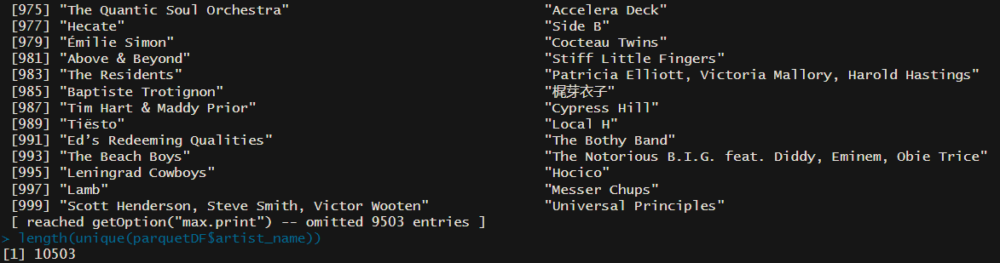 [975] "The Quantic Soul Orchestra" "Accelera Deck"
[977] "Hecate" "Side B"
[979] "Émilie Simon" "Cocteau Twins"
[981] "Above & Beyond" "Stiff Little Fingers"
[983] "The Residents" "Patricia Elliott, Victoria Mallory, Harold Hastings"
[985] "Baptiste Trotignon" "梶芽衣子"
[987] "Tim Hart & Maddy Prior" "Cypress Hill"
[989] "Tiësto" "Local H"
[991] "Ed’s Redeeming Qualities" "The Bothy Band"
[993] "The Beach Boys" "The Notorious B.I.G. feat. Diddy, Eminem, Obie Trice"
[995] "Leningrad Cowboys" "Hocico"
[997] "Lamb" "Messer Chups"
[999] "Scott Henderson, Steve Smith, Victor Wooten" "Universal Principles"
[ reached getOption("max.print") -- omitted 9503 entries ]
> length(unique(parquetDF$artist_name))
[1] 10503